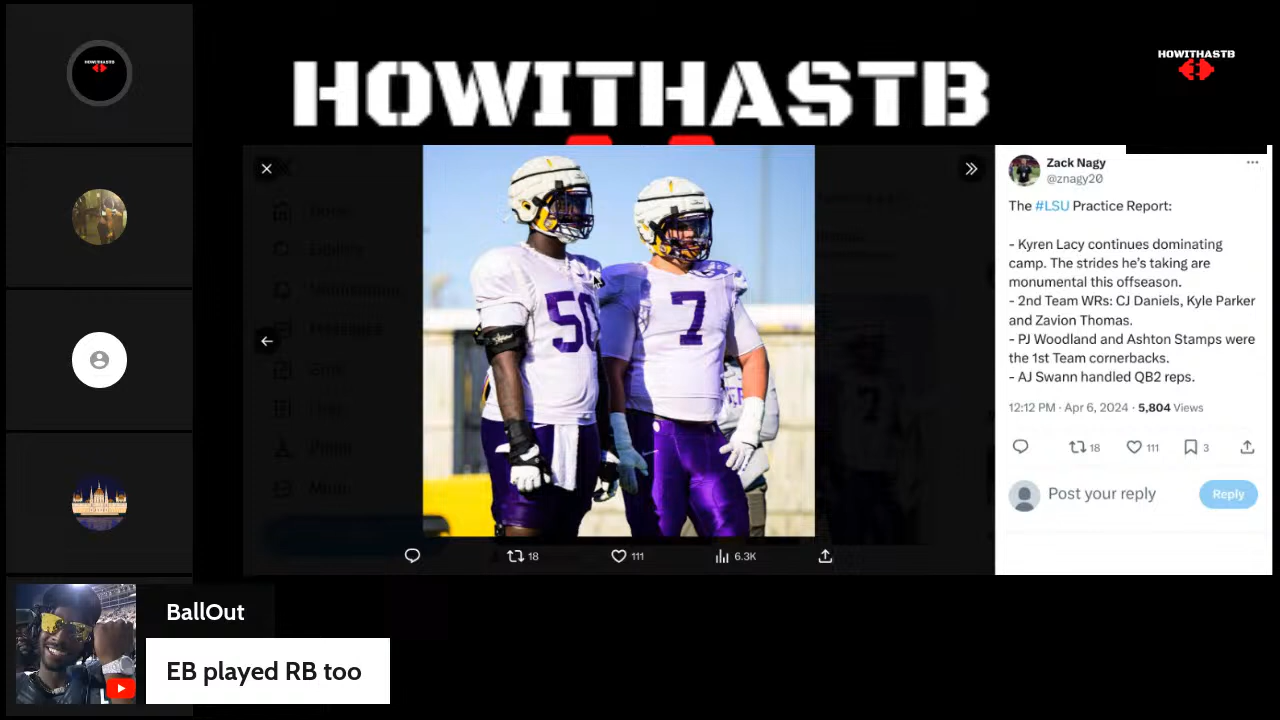 HOWITHASTB
HOWITHASTB
HOWITHASTB
50
7
Zack Nagy
@znagy20
The #LSU Practice Report:
- Kyren Lacy continues dominating
camp. The strides he's taking are
monumental this offseason.
- 2nd Team WRs: CJ Daniels, Kyle Parker
and Zavion Thomas.
- PJ Woodland and Ashton Stamps were
the 1st Team cornerbacks.
- AJ Swann handled QB2 reps.
12:12 PM · Apr 6, 2024 · 5,804 Views
18
111
3
Post your reply
Reply
18
111
6.3K
BallOut
EB played RB too